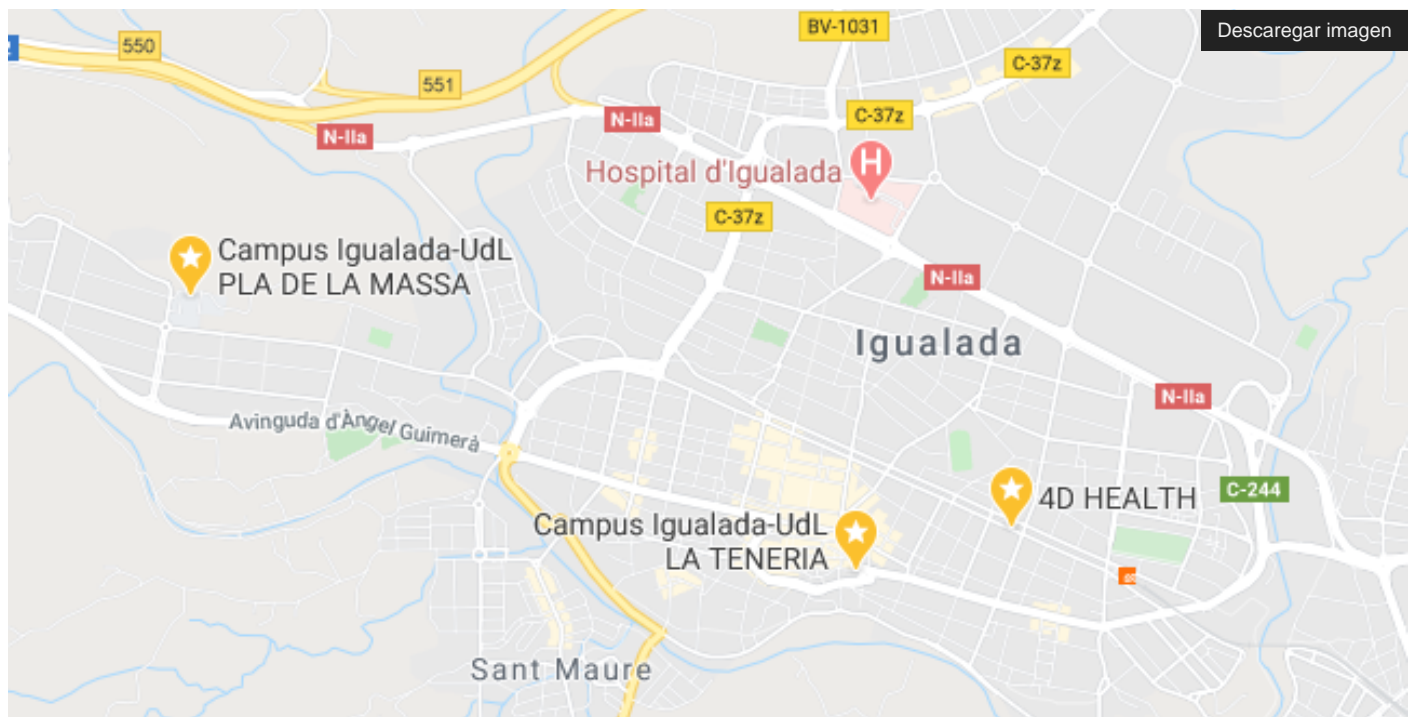 BV-1031
Descaregar imagen
550
C-37z
551
C-37z
N-IIa
N-IIa
H
Hospital d'Igualada
C-37z
Campus Igualada-UdL
PLA DE LA MASSA
N-IIa
Igualada
N-IIa
Avinguda d'Àngel Guimerà
C-244
4D HEALTH
Campus Igualada-UdL
LA TENERIA
Sant Maure